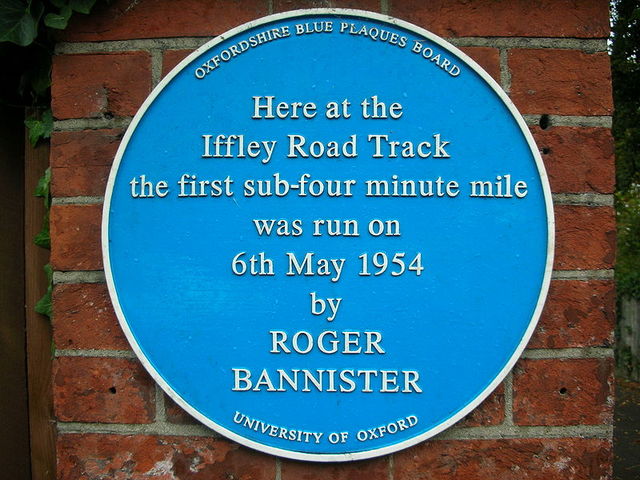 OXFORDSHIRE BLUE PLAQUES BOARD
Here at the
Iffley Road Track
the first sub-four minute mile
was run on
6th May 1954
by
ROGER
BANNISTER
UNIVERSITY OF OXFORD